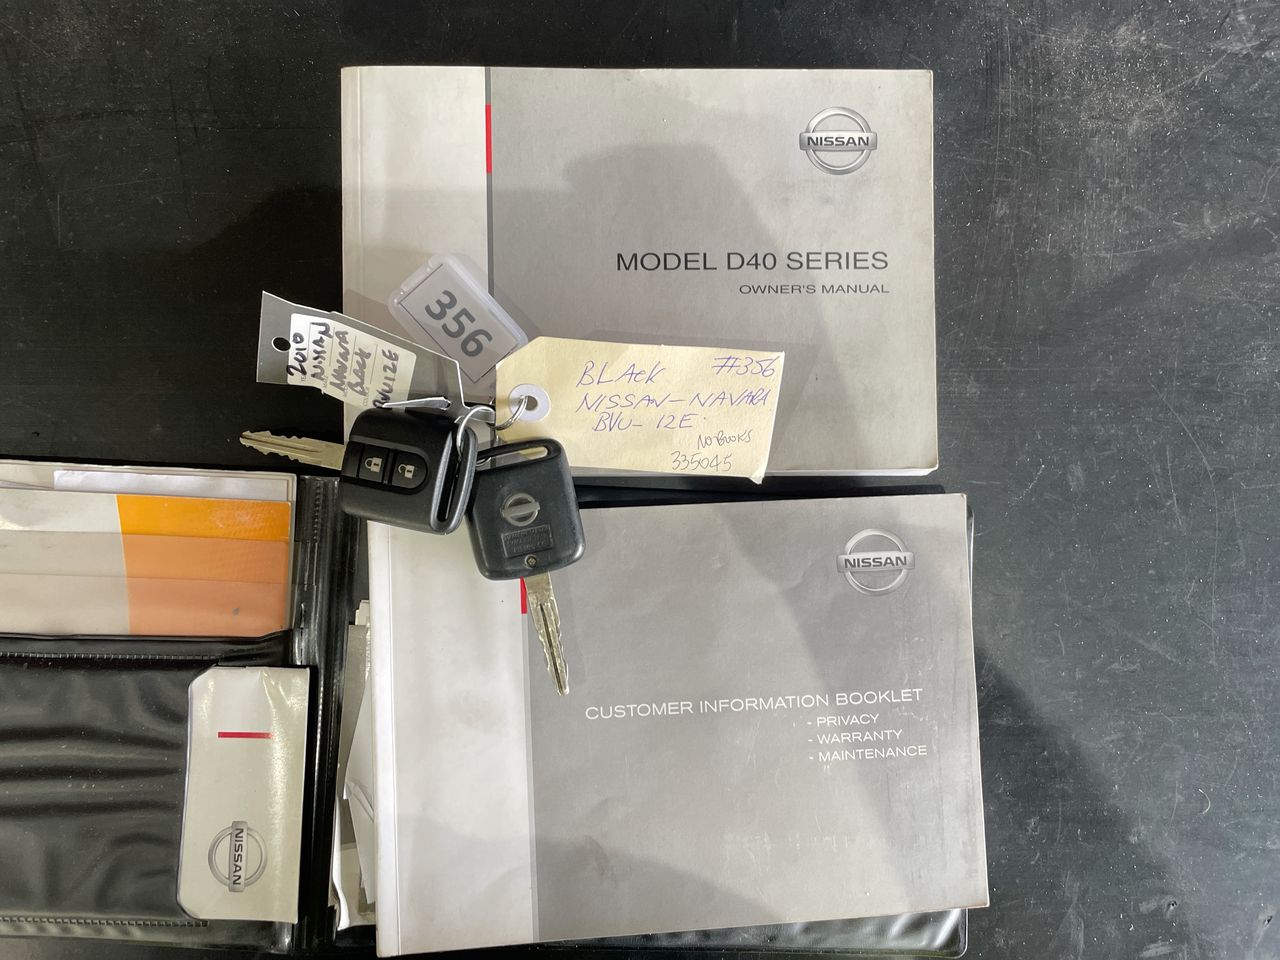 NISSAN
MODEL D40 SERIES
OWNER'S MANUAL
356
2010
NISSAN
Navara
Black
BLACK #356
NISSAN-NAVARA
BVU-12E
NO BOOKS
335045
NISSAN
CUSTOMER INFORMATION BOOKLET
- PRIVACY
- WARRANTY
- MAINTENANCE
NISSAN